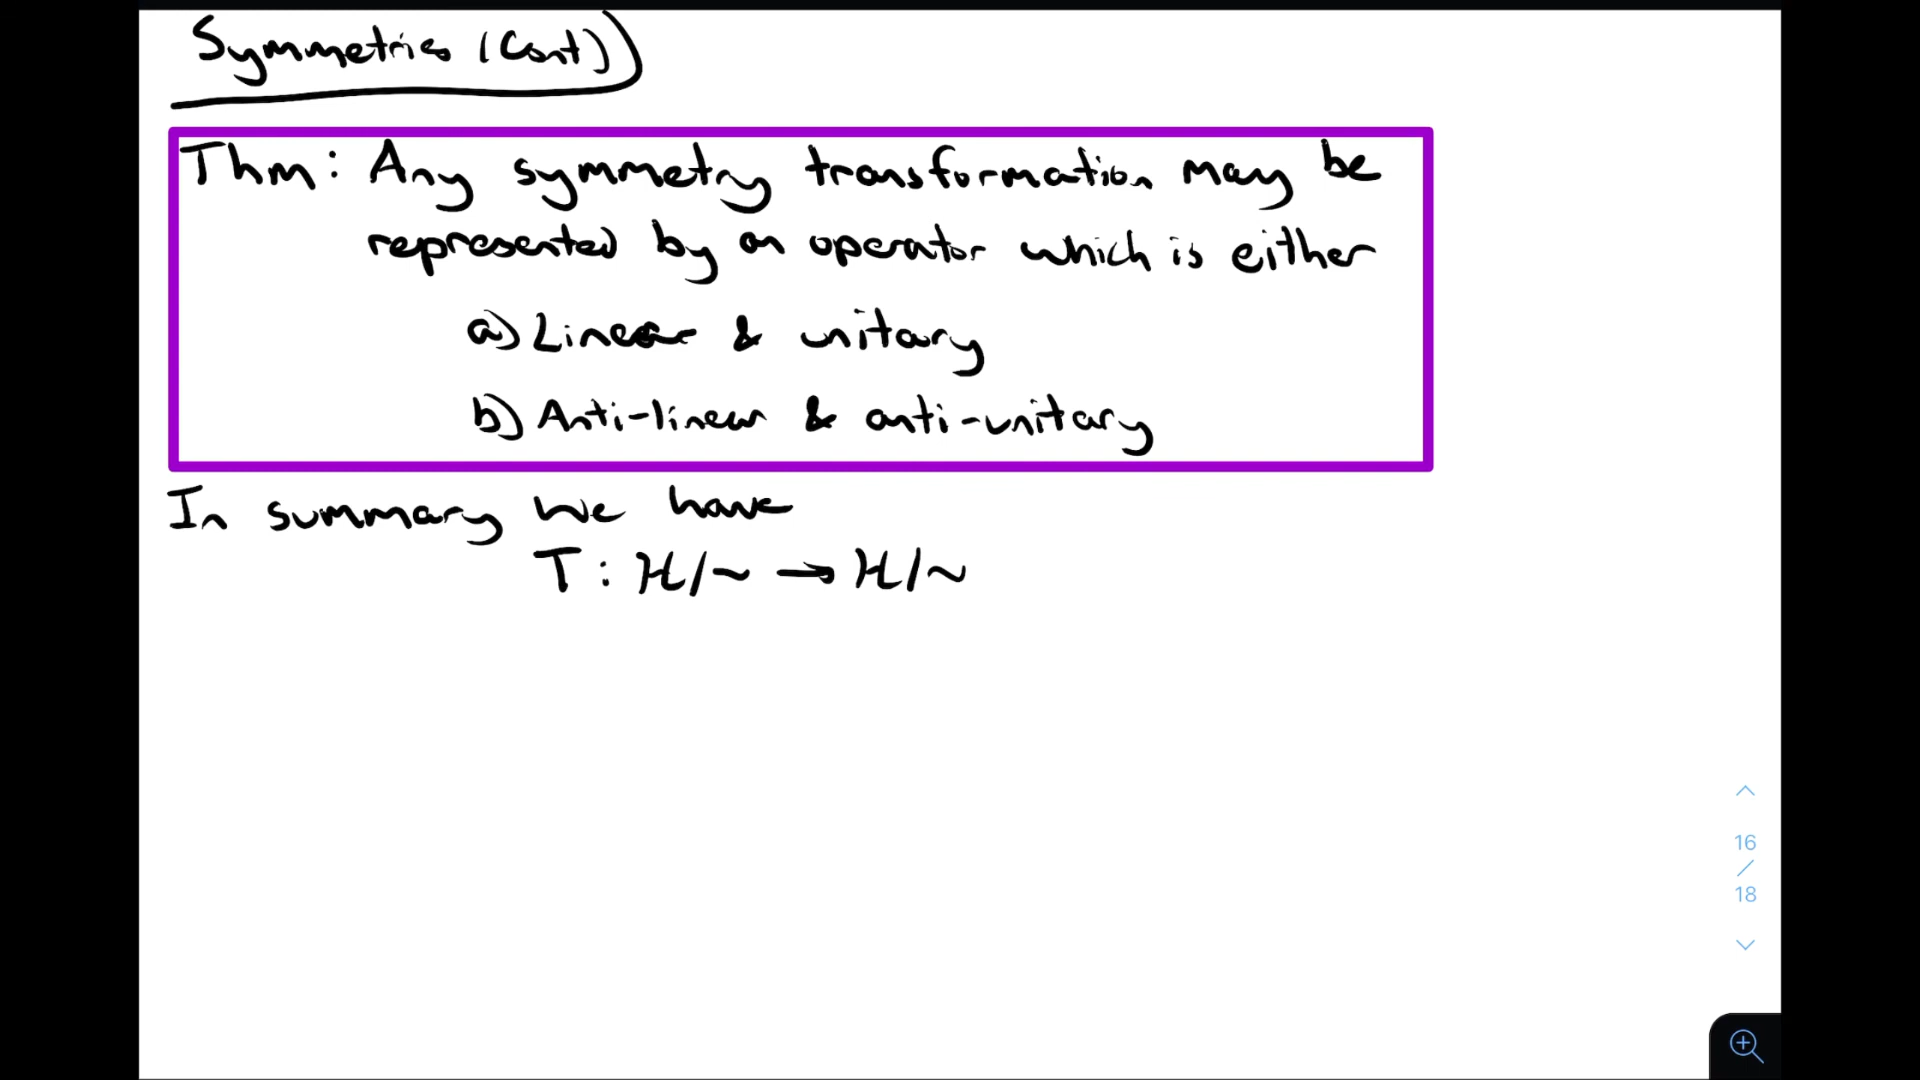 Symmetries (Cont)
Thm: Any symmetry transformation may be
represented by an operator which is either
a) Linear & unitary
b) Anti-linear & anti-unitary
In summary we have
T: H/~ → H/~
16
/
18